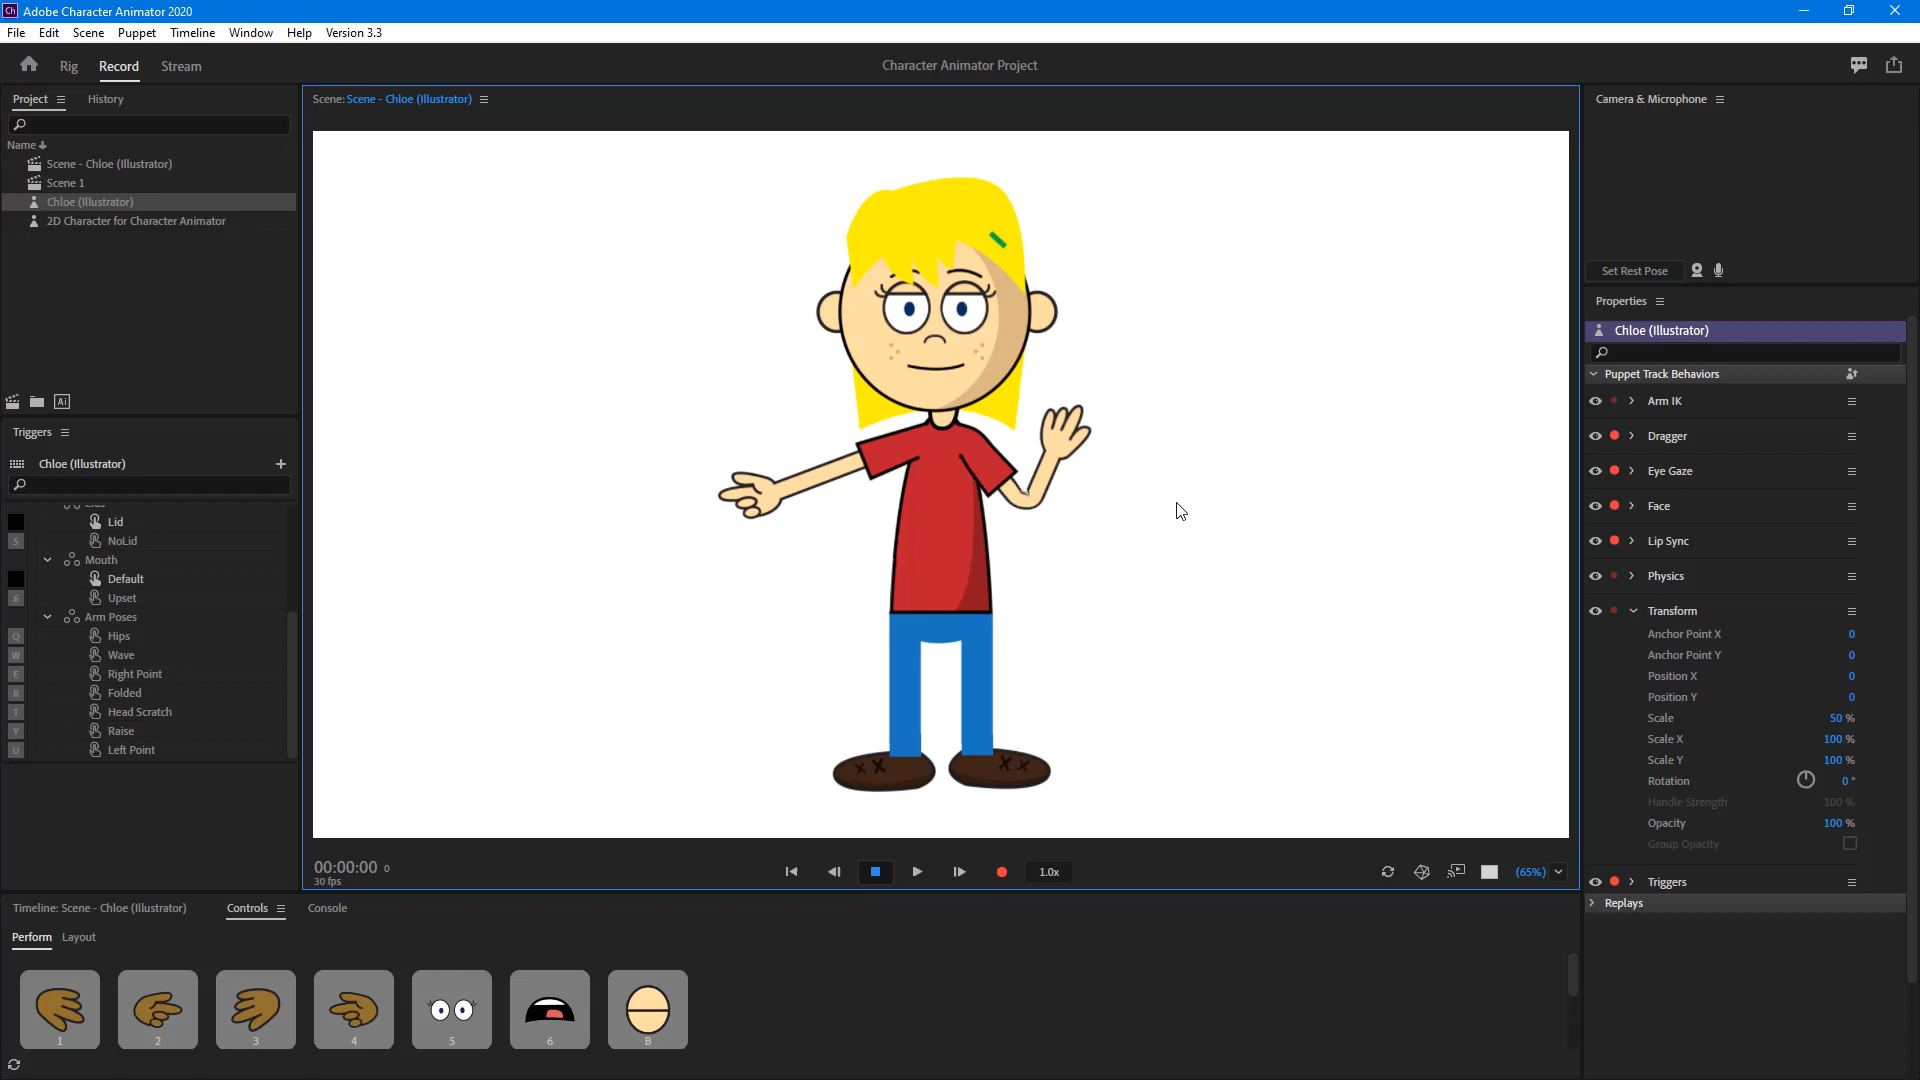 Ch Adobe Character Animator 2020
File Edit Scene Puppet Timeline Window Help Version 3.3
Rig Record Stream
Character Animator Project
Project History
Name
Scene - Chloe (Illustrator)
Scene 1
Chloe (Illustrator)
2D Character for Character Animator
Ai
Triggers
Chloe (Illustrator)
Lid
S NoLid
Mouth
Default
6 Upset
Arm Poses
Q Hips
W Wave
E Right Point
R Folded
T Head Scratch
Y Raise
U Left Point
Scene: Scene - Chloe (Illustrator)
00:00:00 0
30 fps
1.0x
(65%)
Camera & Microphone
Set Rest Pose
Properties
Chloe (Illustrator)
Puppet Track Behaviors
Arm IK
Dragger
Eye Gaze
Face
Lip Sync
Physics
Transform
Anchor Point X 0
Anchor Point Y 0
Position X 0
Position Y 0
Scale 50 %
Scale X 100 %
Scale Y 100 %
Rotation 0 °
Handle Strength 100 %
Opacity 100 %
Group Opacity
Triggers
Replays
Timeline: Scene - Chloe (Illustrator) Controls Console
Perform Layout
1 2 3 4 5 6 B